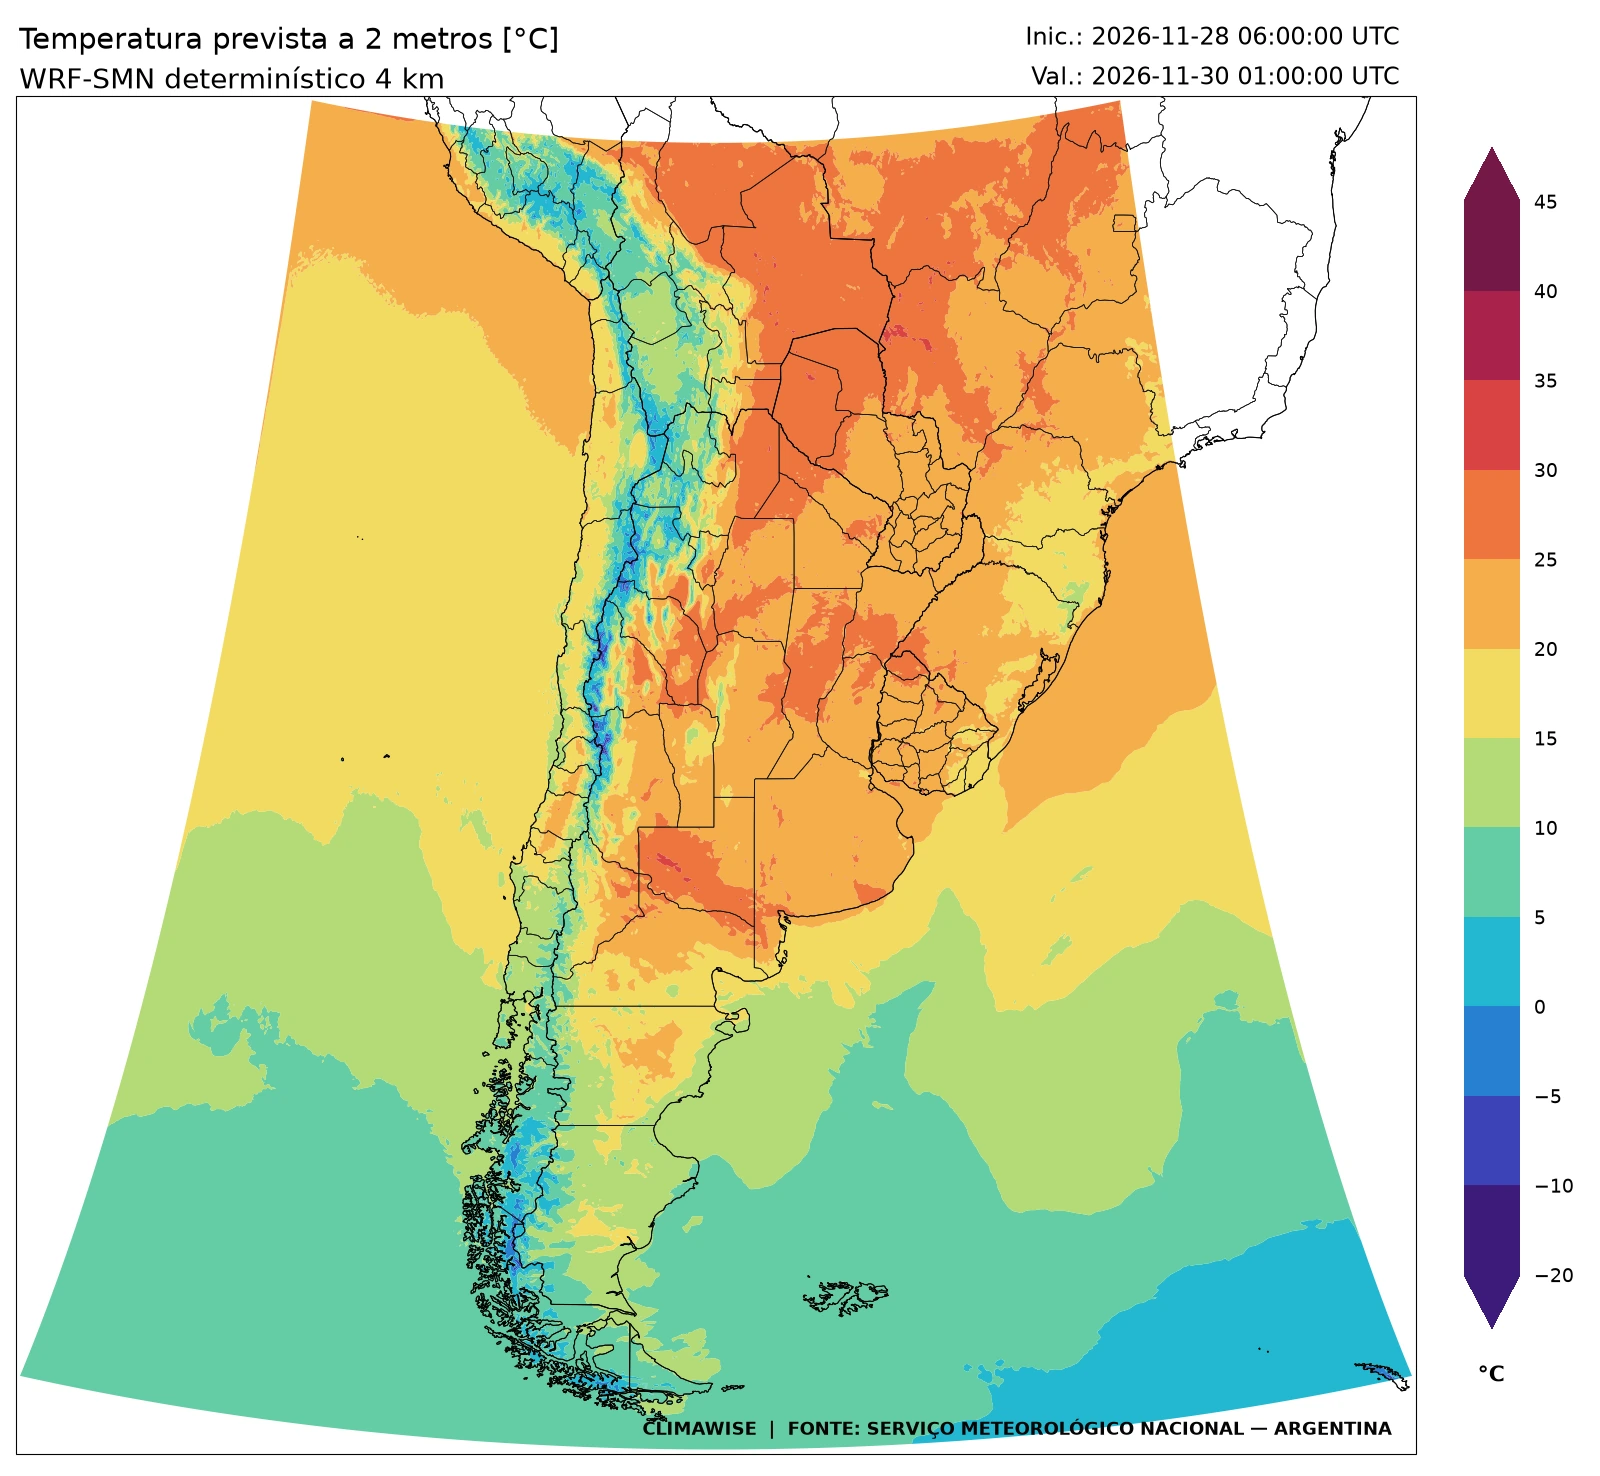 Temperatura prevista a 2 metros [°C]
WRF-SMN determinístico 4 km
Inic.: 2026-11-28 06:00:00 UTC
Val.: 2026-11-30 01:00:00 UTC
45
40
35
30
25
20
15
10
5
0
−5
−10
−20
°C
CLIMAWISE | FONTE: SERVIÇO METEOROLÓGICO NACIONAL — ARGENTINA